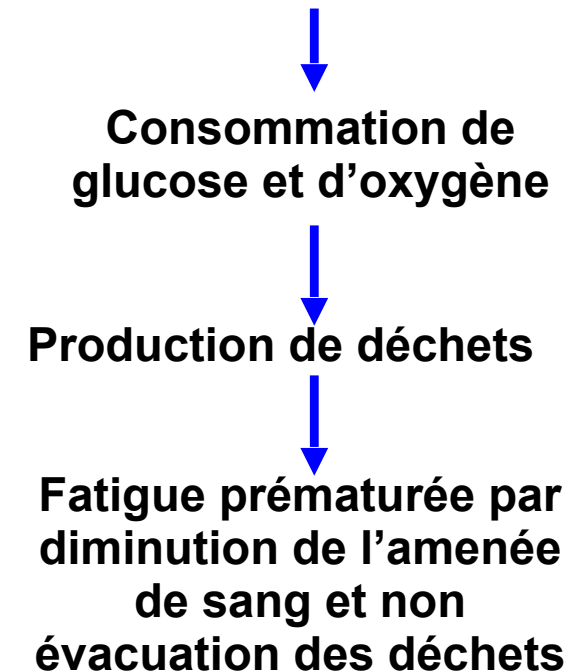 Consommation de
glucose et d’oxygène
Production de déchets
Fatigue prématurée par
diminution de l’amenée
de sang et non
évacuation des déchets